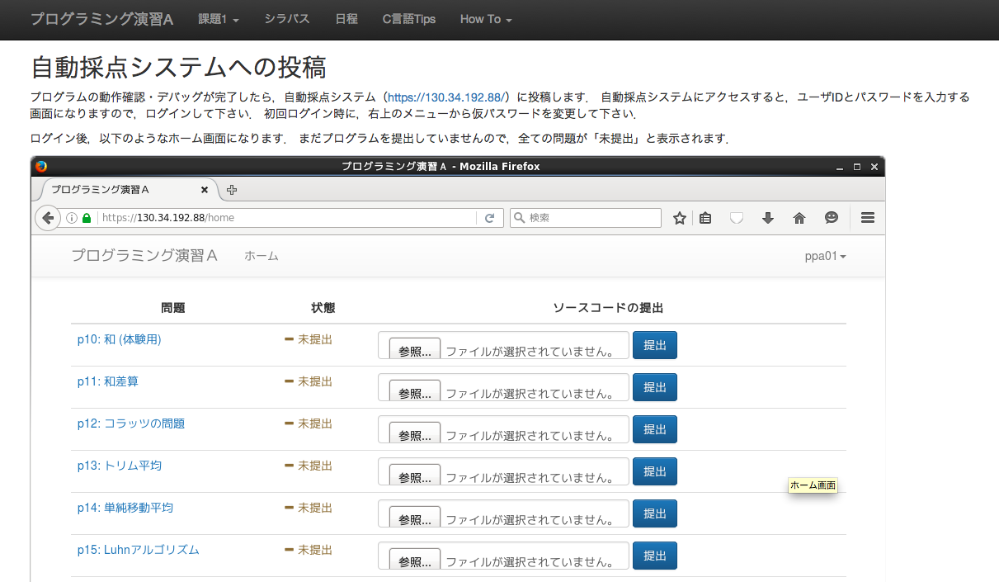 プログラミング演習A 課題1 シラバス 日程 C言語Tips How To
自動採点システムへの投稿
プログラムの動作確認・デバッグが完了したら，自動採点システム（https://130.34.192.88/）に投稿します． 自動採点システムにアクセスすると，ユーザIDとパスワードを入力する
画面になりますので，ログインして下さい． 初回ログイン時に，右上のメニューから仮パスワードを変更して下さい．
ログイン後，以下のようなホーム画面になります． まだプログラムを提出していませんので，全ての問題が「未提出」と表示されます．
プログラミング演習Ａ - Mozilla Firefox
プログラミング演習Ａ
https://130.34.192.88/home 検索
プログラミング演習Ａ ホーム ppa01
問題 状態 ソースコードの提出
p10: 和 (体験用) 未提出 参照... ファイルが選択されていません。 提出
p11: 和差算 未提出 参照... ファイルが選択されていません。 提出
p12: コラッツの問題 未提出 参照... ファイルが選択されていません。 提出
p13: トリム平均 未提出 参照... ファイルが選択されていません。 提出
ホーム画面
p14: 単純移動平均 未提出 参照... ファイルが選択されていません。 提出
p15: Luhnアルゴリズム 未提出 参照... ファイルが選択されていません。 提出